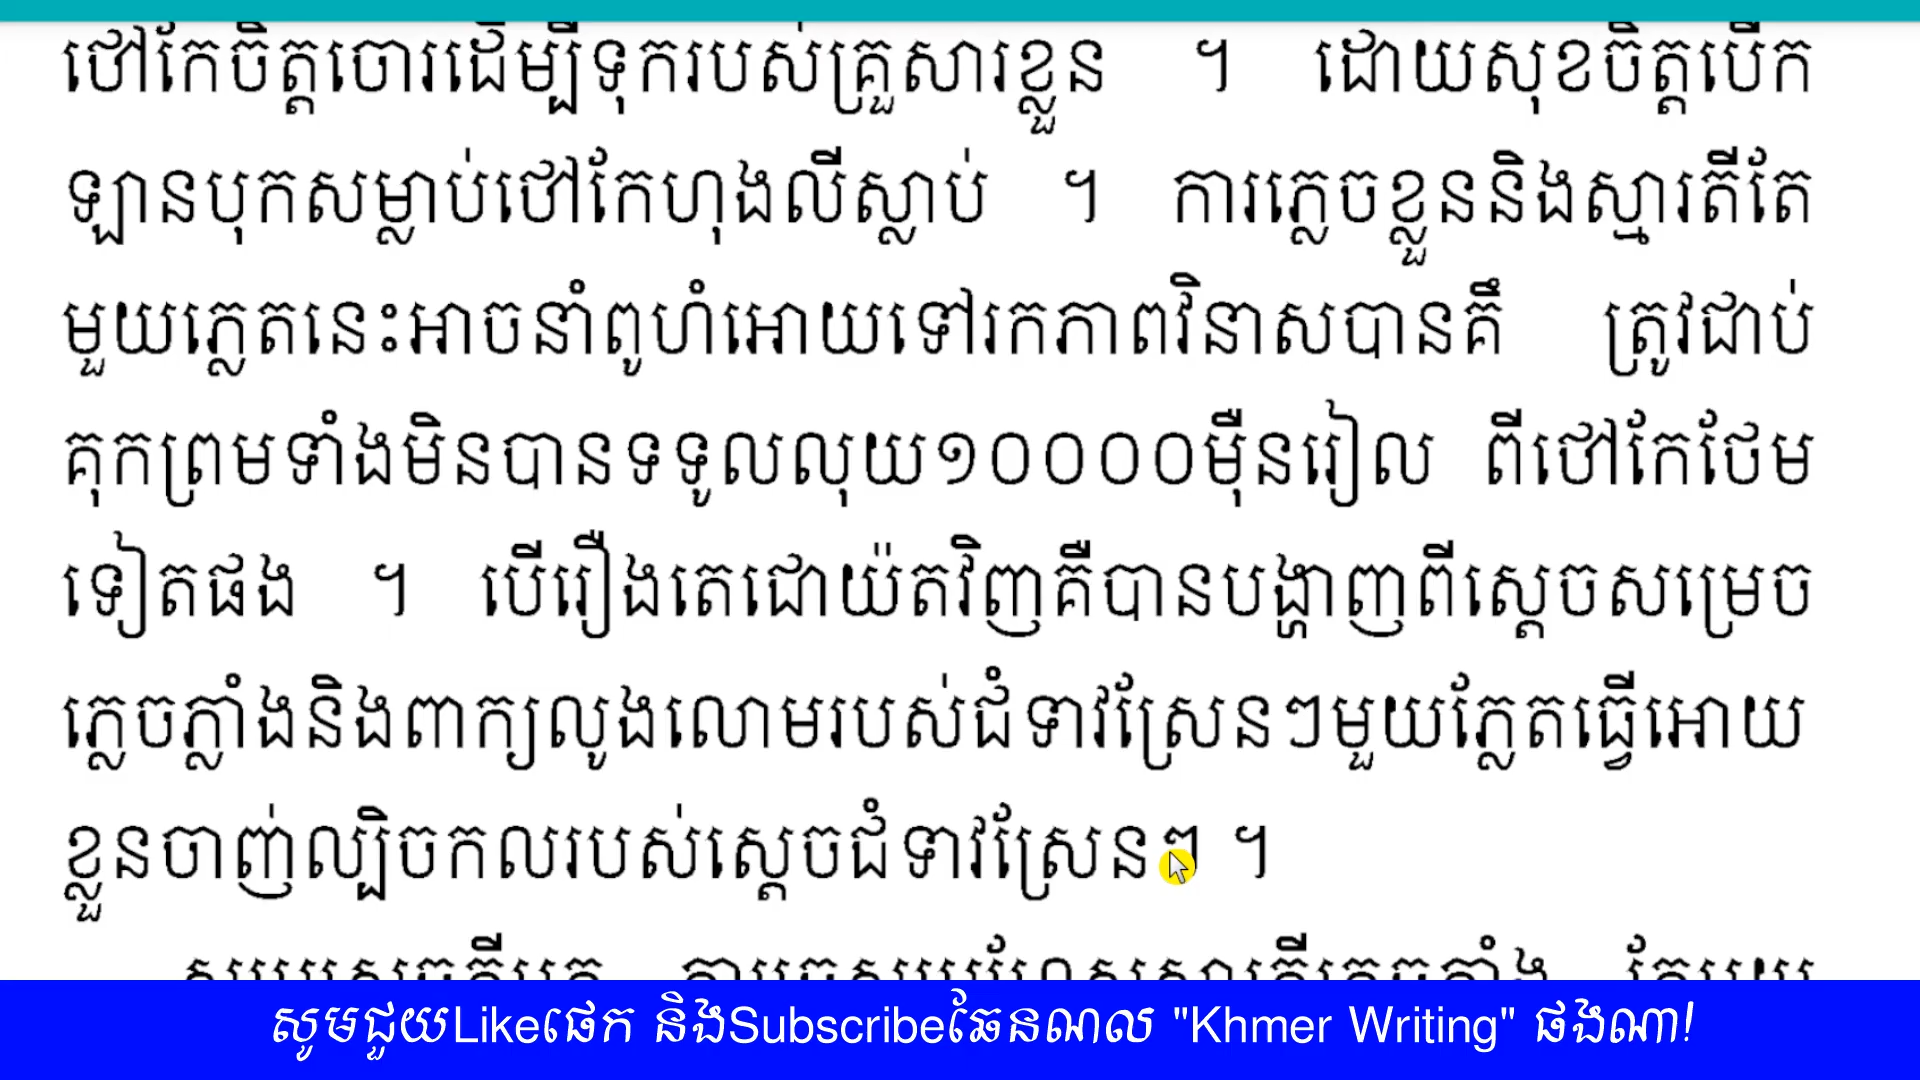 ថៅកែចិត្តចោរដើម្បីទុករបស់គ្រួសារខ្លួន ។ ដោយសុខចិត្តបើក
ឡានបុកសម្លាប់ថៅកែហុងលីស្លាប់ ។ ការភ្លេចខ្លួននិងស្មារតីតែ
មួយភ្លេតនេះអាចនាំពូហំអោយទៅរកភាពវិនាសបានគឺ ត្រូវជាប់
គុកព្រមទាំងមិនបានទទូលលុយ១០០០០ម៉ឺនរៀល ពីថៅកែថែម
ទៀតផង ។ បើរឿងតេជោយ៉តវិញគឺបានបង្ហាញពីស្ដេចសម្រេច
ភ្លេចភ្លាំងនិងពាក្យលូងលោមរបស់ជំទាវស្រែនៗមួយភ្លែតធ្វើអោយ
ខ្លួនចាញ់ល្បិចកលរបស់ស្ដេចជំទាវស្រែនៗ ។
សូមជួយLikeផេក និងSubscribeឆែនណល "Khmer Writing" ផងណា!